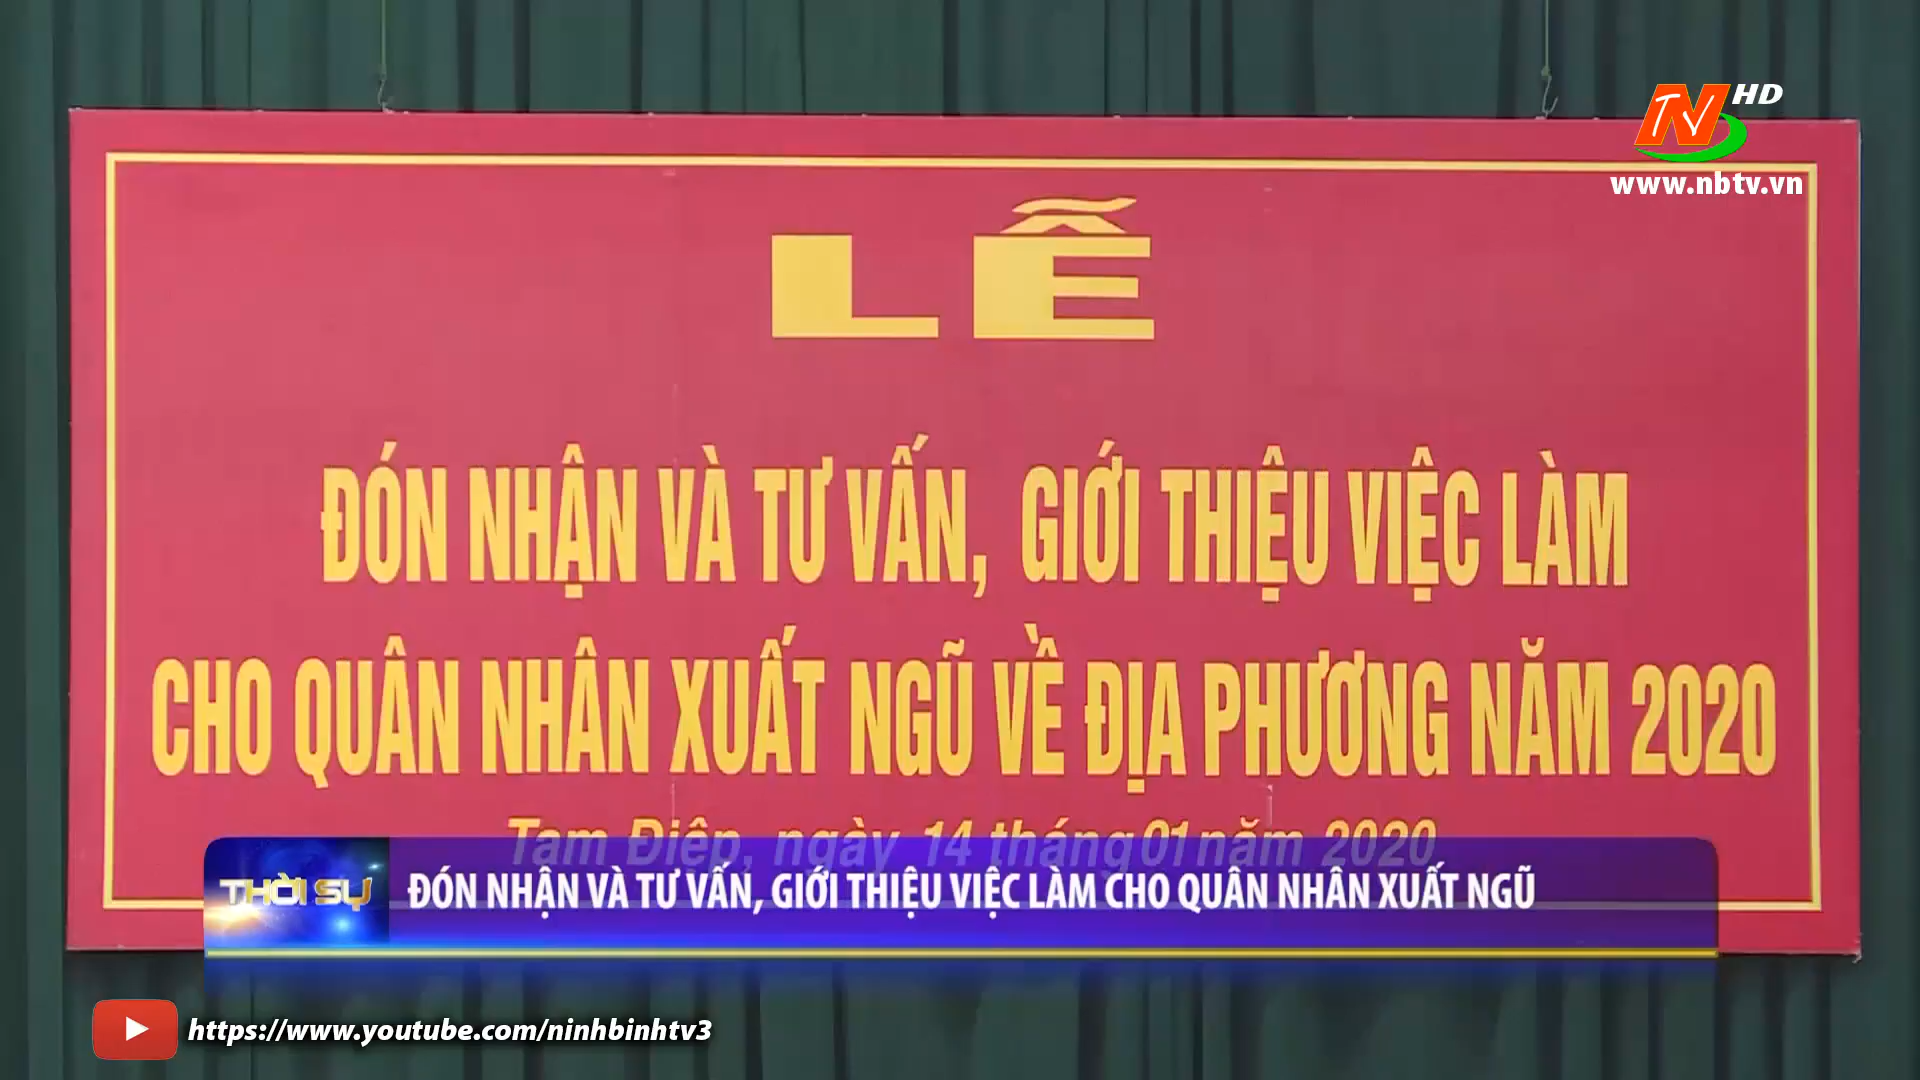 HD
TV
www.nbtv.vn
LỄ
ĐÓN NHẬN VÀ TƯ VẤN, GIỚI THIỆU VIỆC LÀM
CHO QUÂN NHÂN XUẤT NGŨ VỀ ĐỊA PHƯƠNG NĂM 2020
Tam Điệp, ngày 14 tháng 01 năm 2020
THỜI SỰ
ĐÓN NHẬN VÀ TƯ VẤN, GIỚI THIỆU VIỆC LÀM CHO QUÂN NHÂN XUẤT NGŨ
https://www.youtube.com/ninhbinhtv3